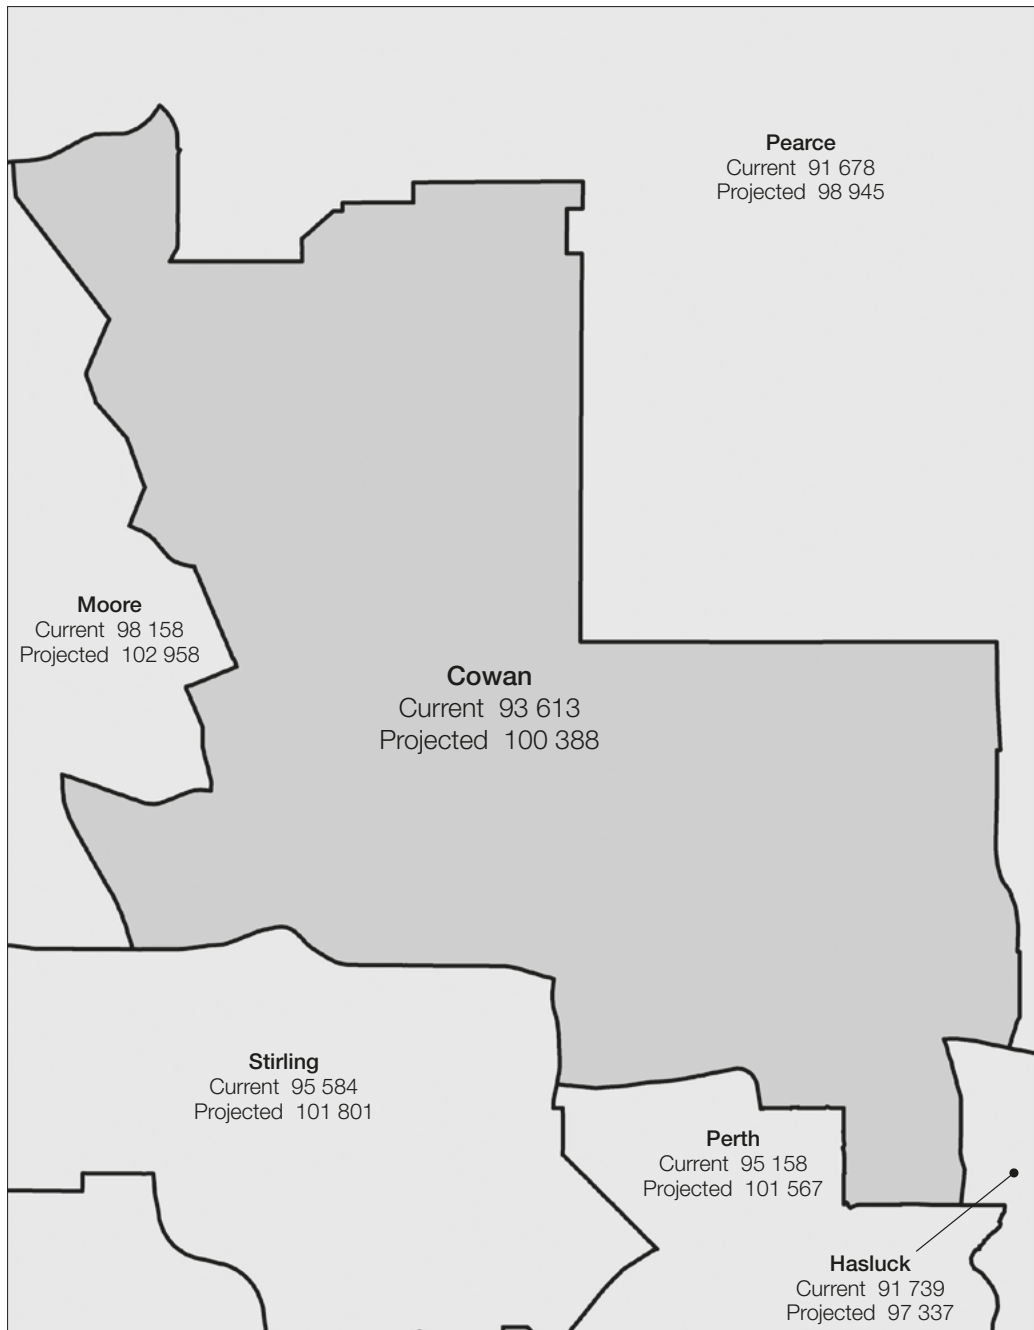 Pearce
Current 91 678
Projected 98 945
Moore
Current 98 158
Projected 102 958
Cowan
Current 93 613
Projected 100 388
Stirling
Current 95 584
Projected 101 801
Perth
Current 95 158
Projected 101 567
Hasluck
Current 91 739
Projected 97 337